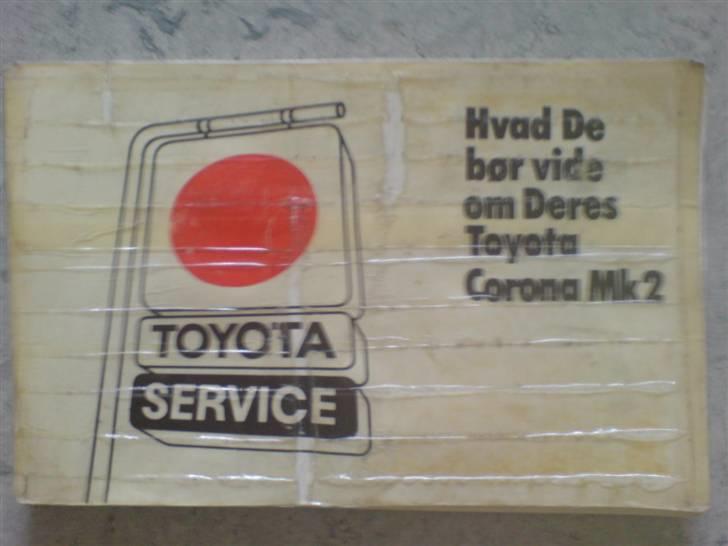 Hvad De
bør vide
om Deres
Toyota
Corona Mk2
TOYOTA
SERVICE